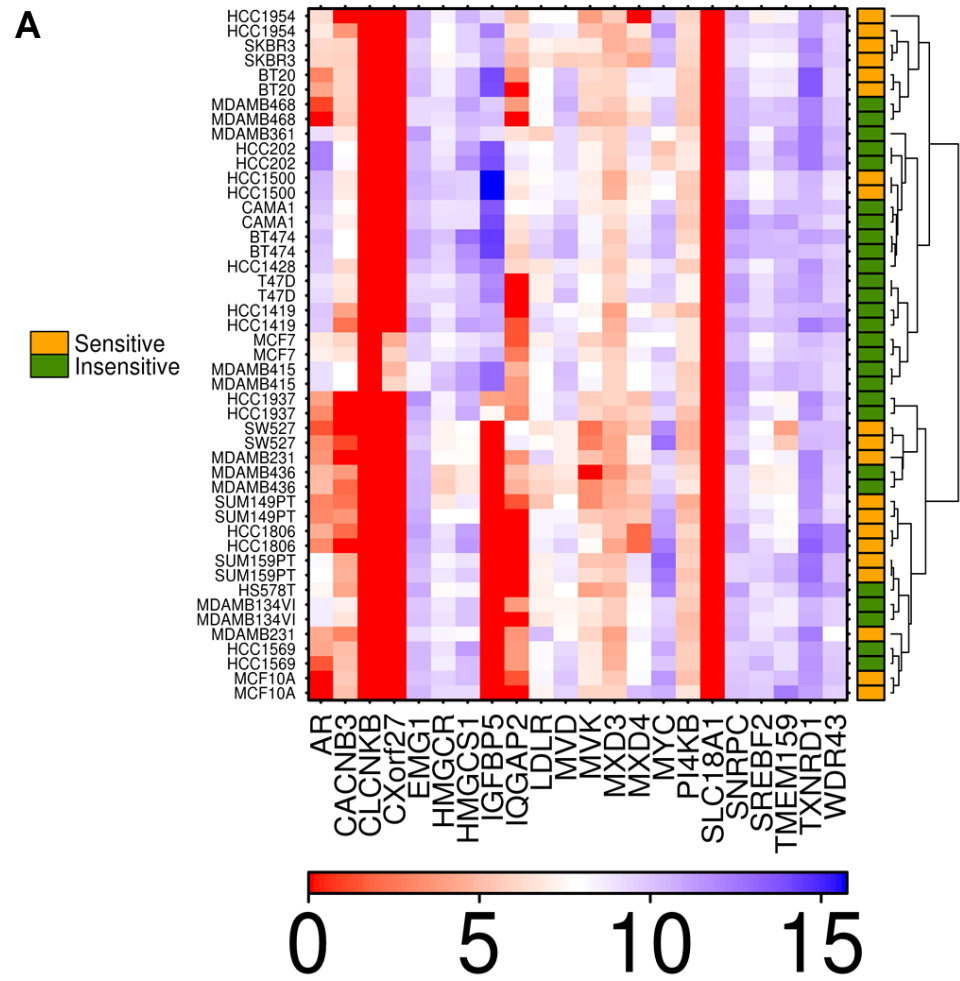 A
HCC1954
HCC1954
SKBR3
SKBR3
BT20
BT20
MDAMB468
MDAMB468
MDAMB361
HCC202
HCC202
HCC1500
HCC1500
CAMA1
CAMA1
BT474
BT474
HCC1428
T47D
T47D
HCC1419
HCC1419
MCF7
MCF7
MDAMB415
MDAMB415
HCC1937
HCC1937
SW527
SW527
MDAMB231
MDAMB436
MDAMB436
SUM149PT
SUM149PT
HCC1806
HCC1806
SUM159PT
SUM159PT
HS578T
MDAMB134VI
MDAMB134VI
MDAMB231
HCC1569
HCC1569
MCF10A
MCF10A
Sensitive
Insensitive
AR
CACNB3
CLCNKB
CXorf27
EMG1
HMGCR
HMGCS1
IGFBP5
IQGAP2
LDLR
MVD
MVK
MXD3
MXD4
MYC
PI4KB
SLC18A1
SNRPC
SREBF2
TMEM159
TXNRD1
WDR43
0 5 10 15